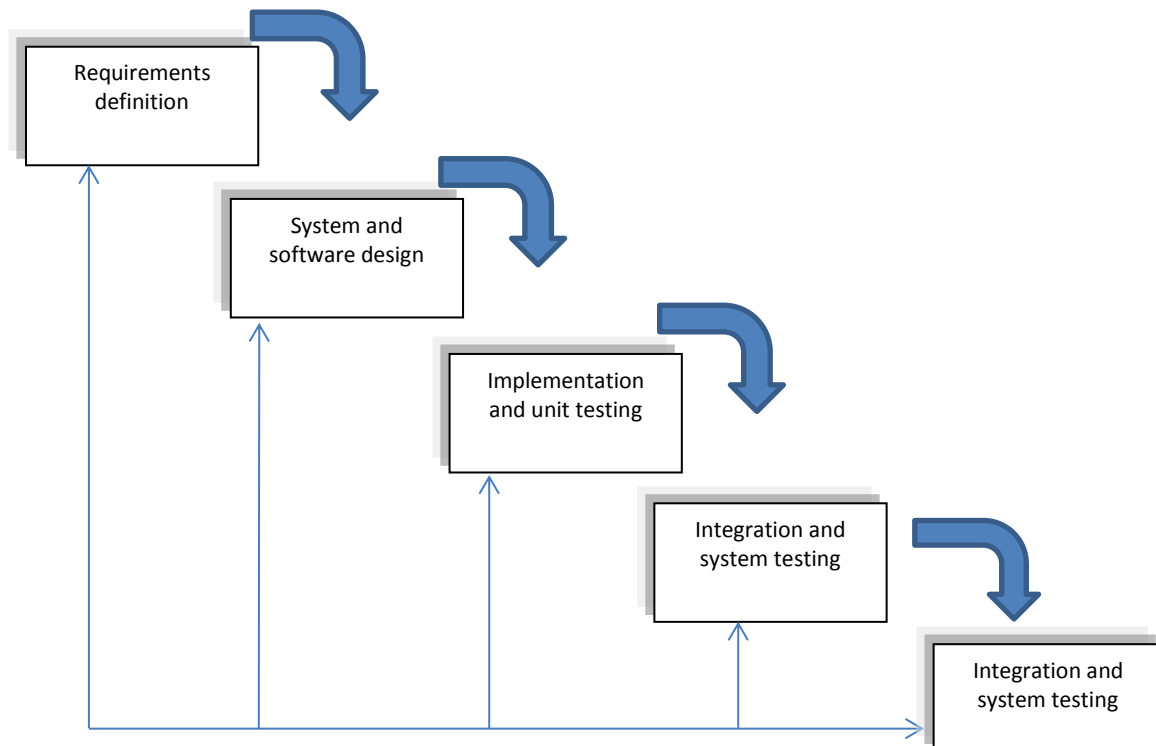 Requirements
definition
System and
software design
Implementation
and unit testing
Integration and
system testing
Integration and
system testing